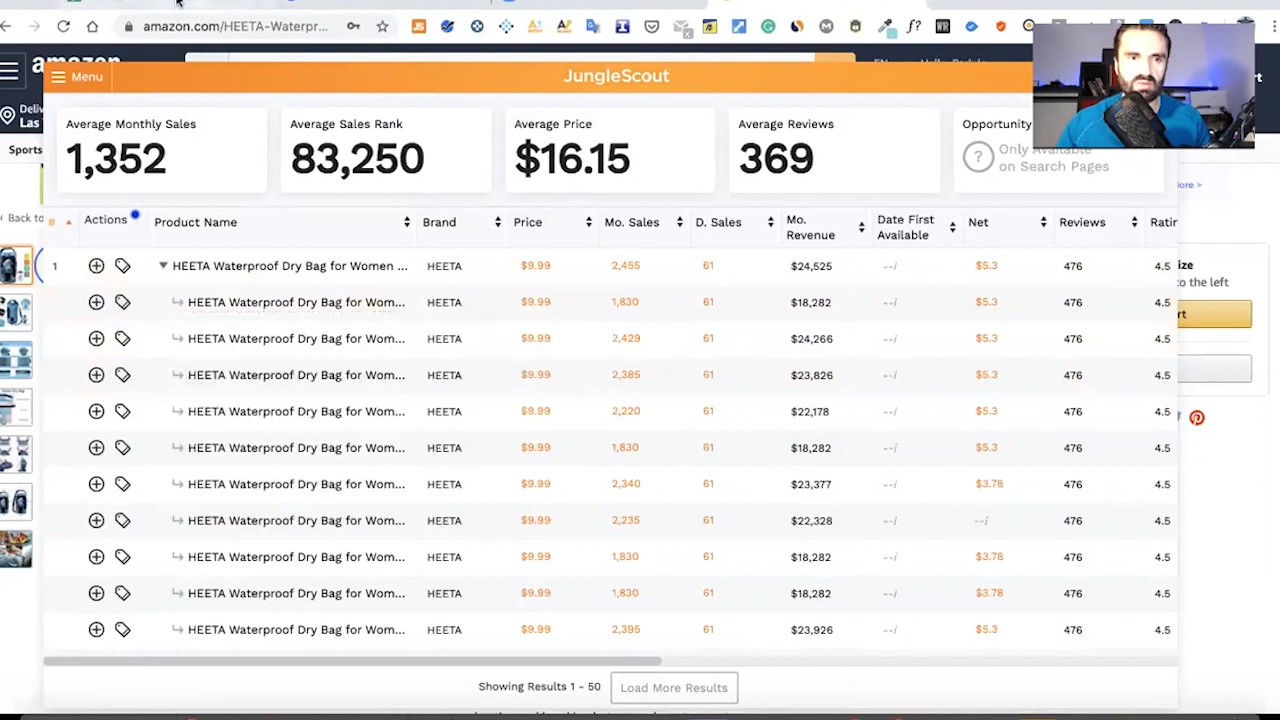 amazon.com/HEETA-Waterpr...
amazon
Menu
JungleScout
EN
Deliv
Las
Sports
Back to
Average Monthly Sales
1,352
Average Sales Rank
83,250
Average Price
$16.15
Average Reviews
369
Opportunity
Only Available
on Search Pages
ore >
# Actions Product Name Brand Price Mo. Sales D. Sales Mo. Revenue Date First Available Net Reviews Ratin
1 HEETA Waterproof Dry Bag for Women ... HEETA $9.99 2,455 61 $24,525 --i $5.3 476 4.5
HEETA Waterproof Dry Bag for Wom... HEETA $9.99 1,830 61 $18,282 --i $5.3 476 4.5
HEETA Waterproof Dry Bag for Wom... HEETA $9.99 2,429 61 $24,266 --i $5.3 476 4.5
HEETA Waterproof Dry Bag for Wom... HEETA $9.99 2,385 61 $23,826 --i $5.3 476 4.5
HEETA Waterproof Dry Bag for Wom... HEETA $9.99 2,220 61 $22,178 --i $5.3 476 4.5
HEETA Waterproof Dry Bag for Wom... HEETA $9.99 1,830 61 $18,282 --i $5.3 476 4.5
HEETA Waterproof Dry Bag for Wom... HEETA $9.99 2,340 61 $23,377 --i $3.78 476 4.5
HEETA Waterproof Dry Bag for Wom... HEETA $9.99 2,235 61 $22,328 --i --i 476 4.5
HEETA Waterproof Dry Bag for Wom... HEETA $9.99 1,830 61 $18,282 --i $3.78 476 4.5
HEETA Waterproof Dry Bag for Wom... HEETA $9.99 1,830 61 $18,282 --i $3.78 476 4.5
HEETA Waterproof Dry Bag for Wom... HEETA $9.99 2,395 61 $23,926 --i $5.3 476 4.5
ize
to the left
rt
Showing Results 1 - 50
Load More Results